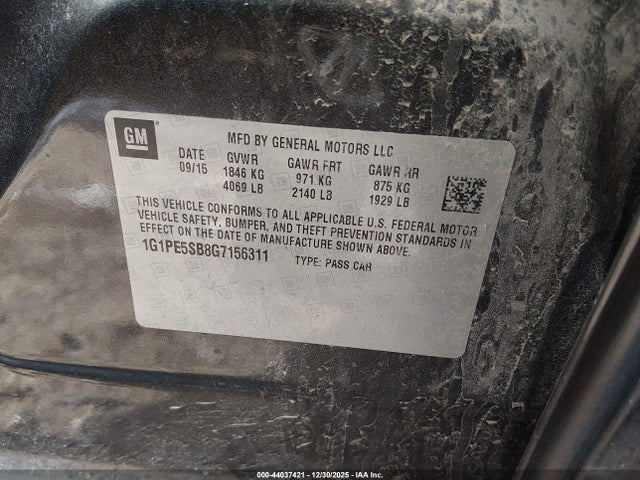 GM
MFD BY GENERAL MOTORS LLC
DATE GVWR GAWR FRT GAWR RR
09/15 1846 KG 971 KG 875 KG
4069 LB 2140 LB 1929 LB
THIS VEHICLE CONFORMS TO ALL APPLICABLE U.S. FEDERAL MOTOR
VEHICLE SAFETY, BUMPER, AND THEFT PREVENTION STANDARDS IN
EFFECT ON THE DATE OF MANUFACTURE SHOWN ABOVE.
1G1PE5SB8G7156311 TYPE: PASS CAR
000-44037421 - 12/30/2025 - IAA Inc.